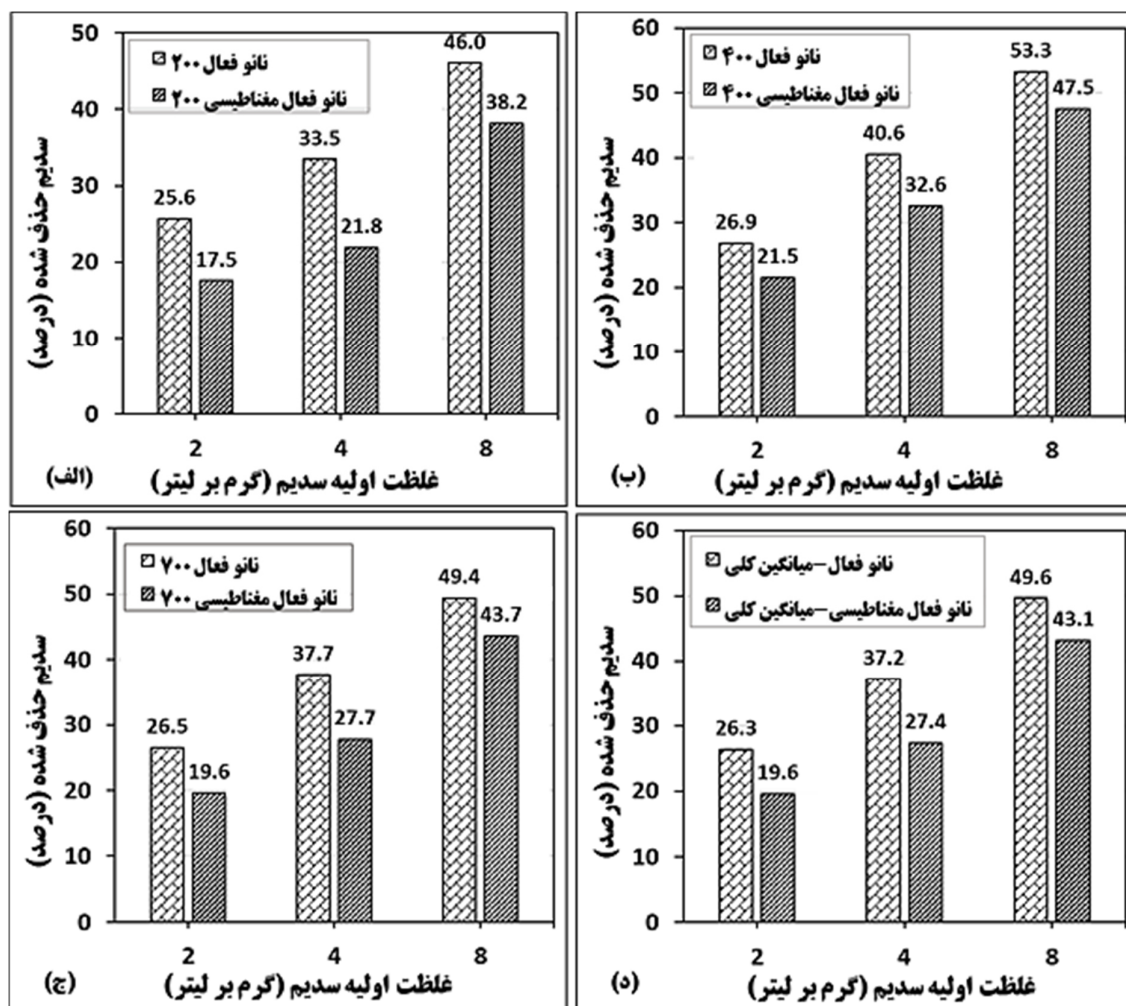 سدیم حذف شده (درصد)
50
40
30
20
10
0
نانو فعال ۲۰۰
نانو فعال مغناطیسی ۲۰۰
25.6
17.5
33.5
21.8
46.0
38.2
2 4 8
غلظت اولیه سدیم (گرم بر لیتر)
(الف)
سدیم حذف شده (درصد)
60
50
40
30
20
10
0
نانو فعال ۴۰۰
نانو فعال مغناطیسی ۴۰۰
26.9
21.5
40.6
32.6
53.3
47.5
2 4 8
غلظت اولیه سدیم (گرم بر لیتر)
(ب)
سدیم حذف شده (درصد)
60
50
40
30
20
10
0
نانو فعال ۷۰۰
نانو فعال مغناطیسی ۷۰۰
26.5
19.6
37.7
27.7
49.4
43.7
2 4 8
غلظت اولیه سدیم (گرم بر لیتر)
(ج)
سدیم حذف شده (درصد)
60
50
40
30
20
10
0
نانو فعال-میانگین کلی
نانو فعال مغناطیسی-میانگین کلی
26.3
19.6
37.2
27.4
49.6
43.1
2 4 8
غلظت اولیه سدیم (گرم بر لیتر)
(د)